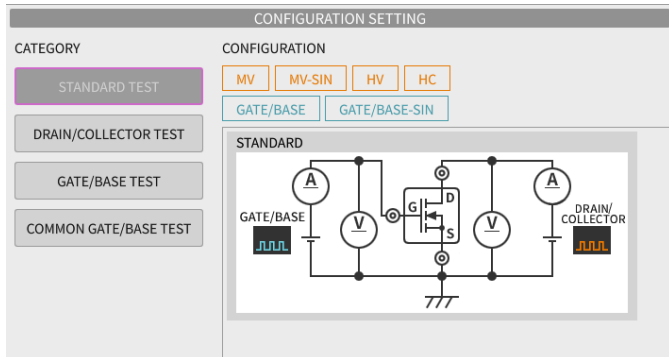 CONFIGURATION SETTING
CATEGORY
CONFIGURATION
STANDARD TEST
MV
MV-SIN
HV
HC
GATE/BASE
GATE/BASE-SIN
DRAIN/COLLECTOR TEST
STANDARD
GATE/BASE TEST
A
A
D
G
GATE/BASE
DRAIN/
COLLECTOR
V
V
S
COMMON GATE/BASE TEST